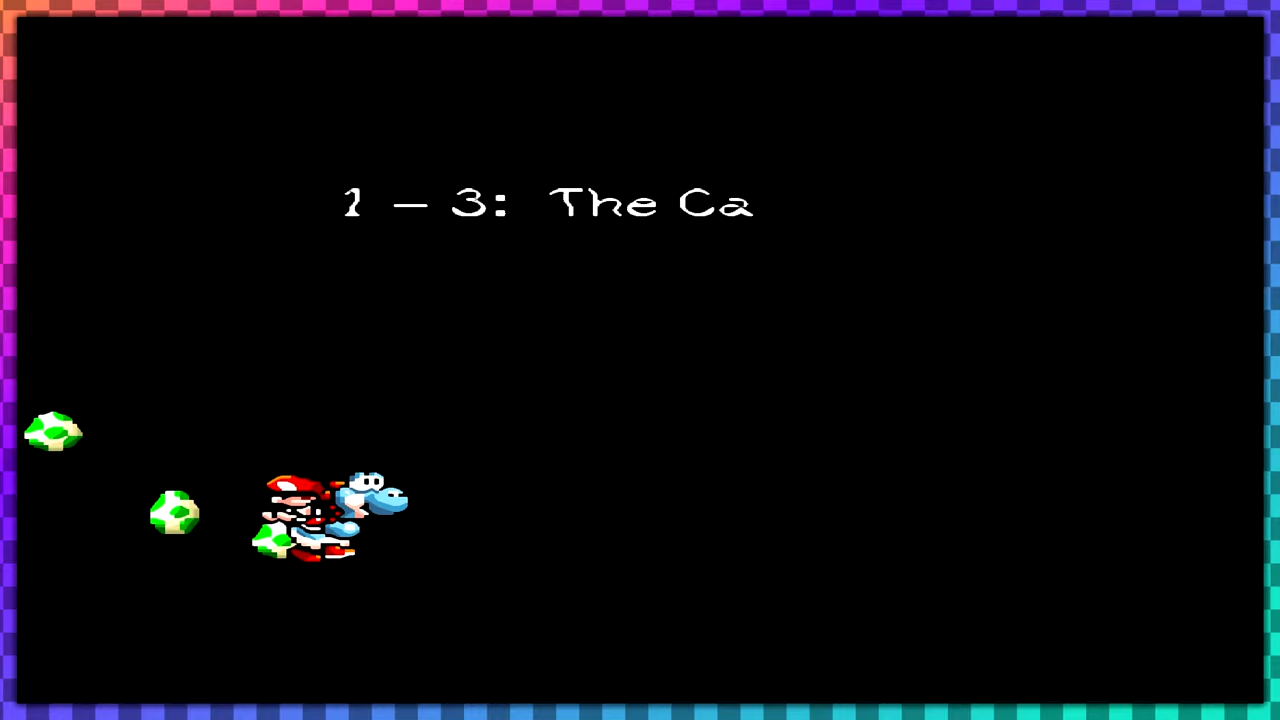 1 – 3: The Ca